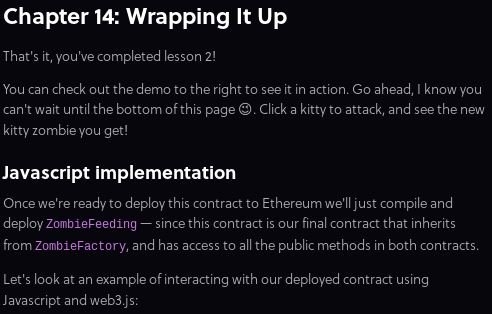 Chapter 14: Wrapping It Up
That's it, you've completed lesson 2!
You can check out the demo to the right to see it in action. Go ahead, I know you
can't wait until the bottom of this page 😉. Click a kitty to attack, and see the new
kitty zombie you get!
Javascript implementation
Once we're ready to deploy this contract to Ethereum we'll just compile and
deploy ZombieFeeding — since this contract is our final contract that inherits
from ZombieFactory, and has access to all the public methods in both contracts.
Let's look at an example of interacting with our deployed contract using
Javascript and web3.js: